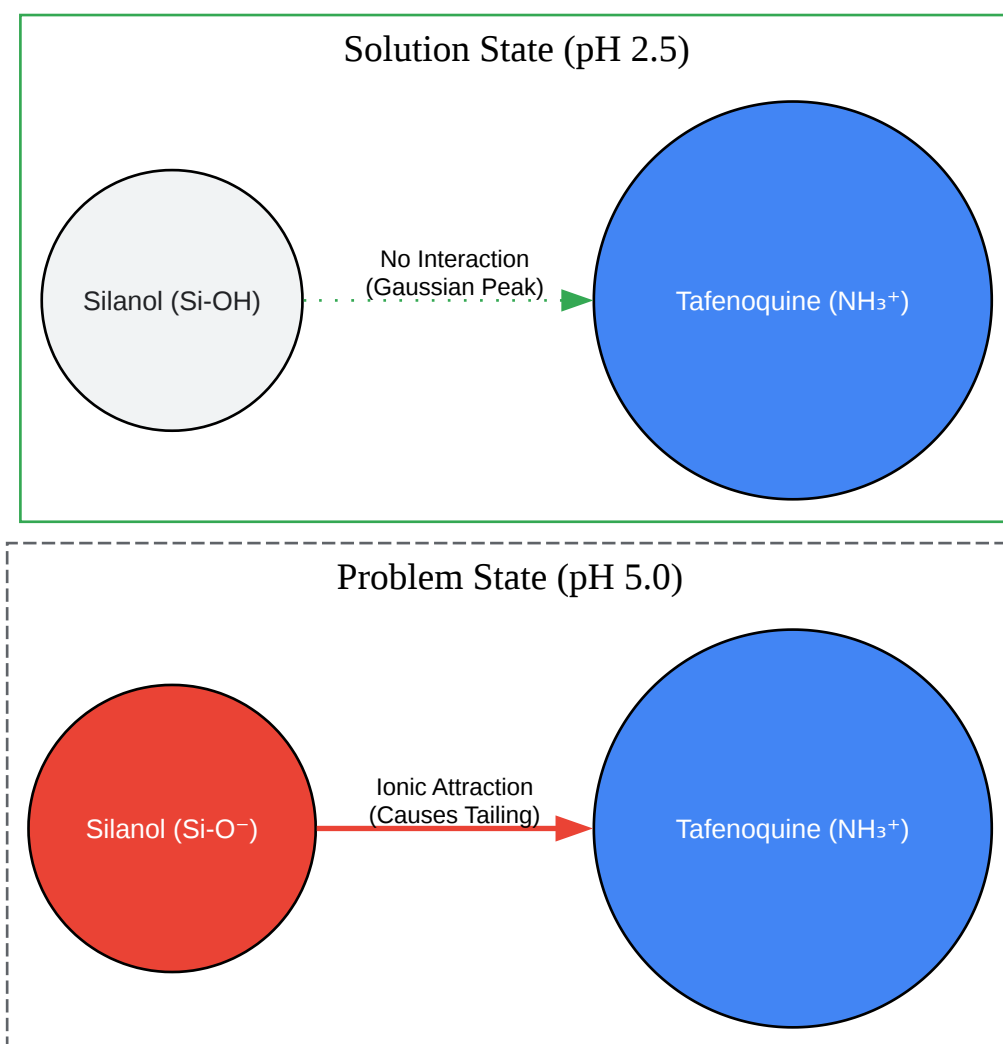 Solution State (pH 2.5)
Silanol (Si-OH)
No Interaction
(Gaussian Peak)
Tafenoquine (NH₃⁺)
Problem State (pH 5.0)
Silanol (Si-O⁻)
Ionic Attraction
(Causes Tailing)
Tafenoquine (NH₃⁺)